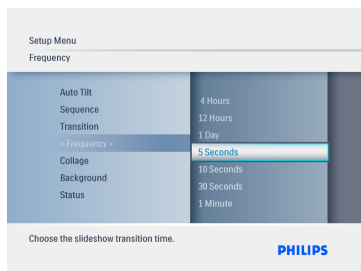 Setup Menu
Frequency
Auto Tilt
Sequence
Transition
« Frequency »
Collage
Background
Status
4 Hours
12 Hours
1 Day
5 Seconds
10 Seconds
30 Seconds
1 Minute
Choose the slideshow transition time.
PHILIPS